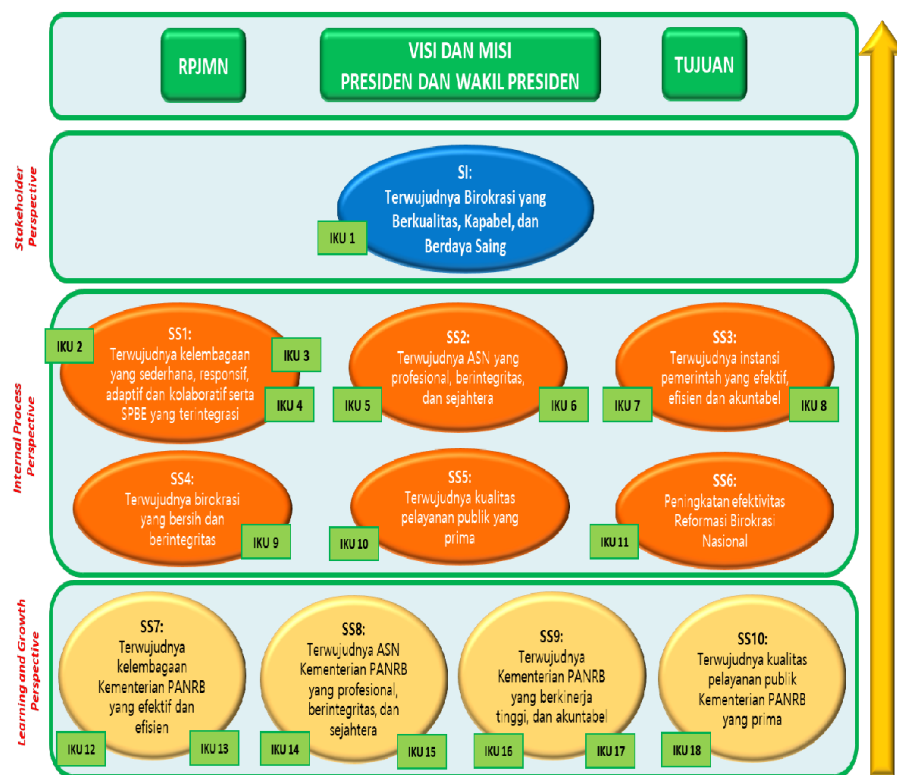 RPJMN
VISI DAN MISI
PRESIDEN DAN WAKIL PRESIDEN
TUJUAN
Stakeholder
Perspective
SI:
Terwujudnya Birokrasi yang
Berkualitas, Kapabel, dan
Berdaya Saing
IKU 1
Internal Process
Perspective
SS1:
Terwujudnya kelembagaan
yang sederhana, responsif,
adaptif dan kolaboratif serta
SPBE yang terintegrasi
IKU 2
IKU 3
IKU 4
SS2:
Terwujudnya ASN yang
profesional, berintegritas,
dan sejahtera
IKU 5
IKU 6
SS3:
Terwujudnya instansi
pemerintah yang efektif,
efisien dan akuntabel
IKU 7
IKU 8
SS4:
Terwujudnya birokrasi
yang bersih dan
berintegritas
IKU 9
SS5:
Terwujudnya kualitas
pelayanan publik yang
prima
IKU 10
SS6:
Peningkatan efektivitas
Reformasi Birokrasi
Nasional
IKU 11
Learning and Growth
Perspective
SS7:
Terwujudnya
kelembagaan
Kementerian PANRB
yang efektif dan
efisien
IKU 12
IKU 13
SS8:
Terwujudnya ASN
Kementerian PANRB
yang profesional,
berintegritas, dan
sejahtera
IKU 14
IKU 15
SS9:
Terwujudnya
Kementerian PANRB
yang berkinerja
tinggi, dan akuntabel
IKU 16
IKU 17
SS10:
Terwujudnya kualitas
pelayanan publik
Kementerian PANRB
yang prima
IKU 18